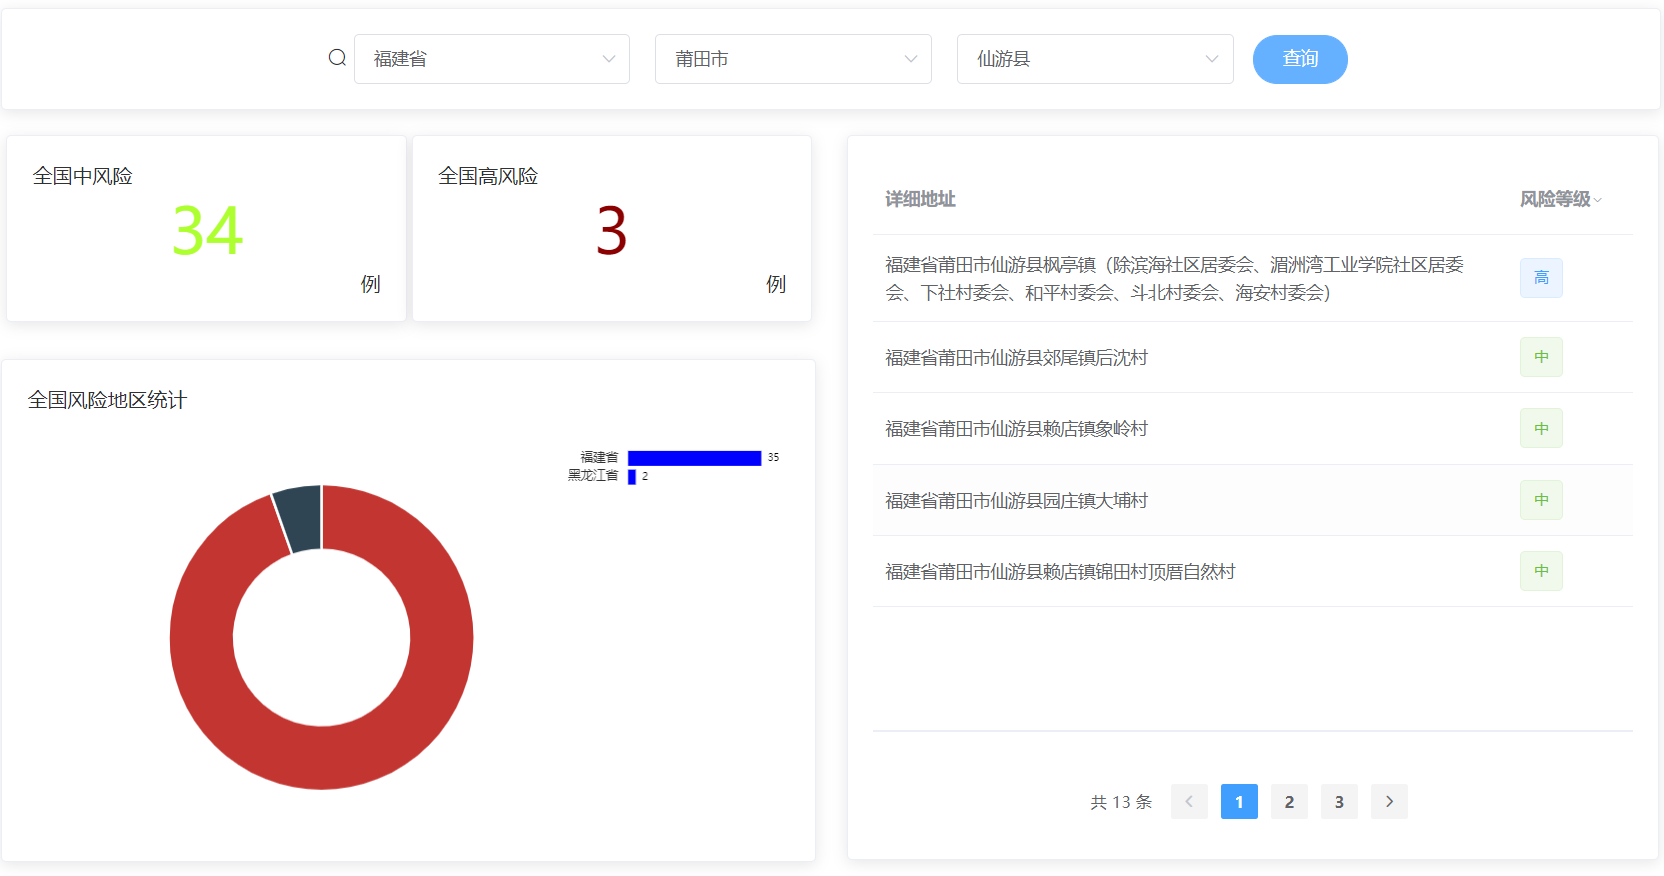 福建省
莆田市
仙游县
查询
全国中风险
34
例
全国高风险
3
例
全国风险地区统计
福建省 35
黑龙江省 2
详细地址 风险等级
福建省莆田市仙游县枫亭镇（除滨海社区居委会、湄洲湾工业学院社区居委
会、下社村委会、和平村委会、斗北村委会、海安村委会） 高
福建省莆田市仙游县郊尾镇后沈村 中
福建省莆田市仙游县赖店镇象岭村 中
福建省莆田市仙游县园庄镇大埔村 中
福建省莆田市仙游县赖店镇锦田村顶厝自然村 中
共 13 条 1 2 3